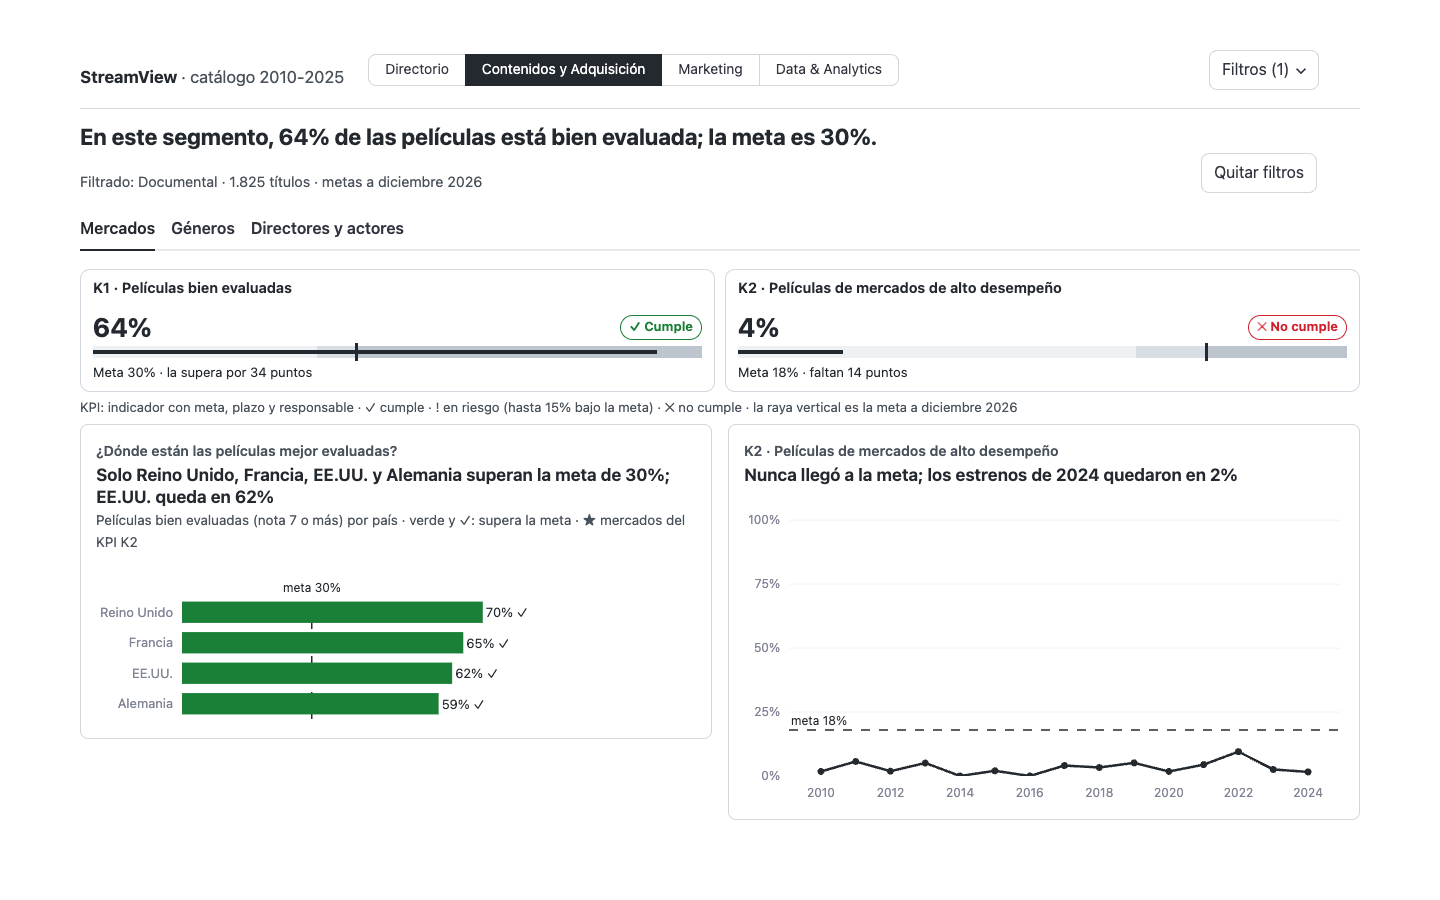 StreamView · catálogo 2010-2025
Directorio
Contenidos y Adquisición
Marketing
Data & Analytics
Filtros (1)
En este segmento, 64% de las películas está bien evaluada; la meta es 30%.
Filtrado: Documental · 1.825 títulos · metas a diciembre 2026
Quitar filtros
Mercados
Géneros
Directores y actores
K1 · Películas bien evaluadas
64%
✓ Cumple
Meta 30% · la supera por 34 puntos
K2 · Películas de mercados de alto desempeño
4%
✕ No cumple
Meta 18% · faltan 14 puntos
KPI: indicador con meta, plazo y responsable · ✓ cumple · ! en riesgo (hasta 15% bajo la meta) · ✕ no cumple · la raya vertical es la meta a diciembre 2026
¿Dónde están las películas mejor evaluadas?
Solo Reino Unido, Francia, EE.UU. y Alemania superan la meta de 30%;
EE.UU. queda en 62%
Películas bien evaluadas (nota 7 o más) por país · verde y ✓: supera la meta · ★ mercados del
KPI K2
meta 30%
Reino Unido 70% ✓
Francia 65% ✓
EE.UU. 62% ✓
Alemania 59% ✓
K2 · Películas de mercados de alto desempeño
Nunca llegó a la meta; los estrenos de 2024 quedaron en 2%
100%
75%
50%
25%
meta 18%
0%
2010 2012 2014 2016 2018 2020 2022 2024